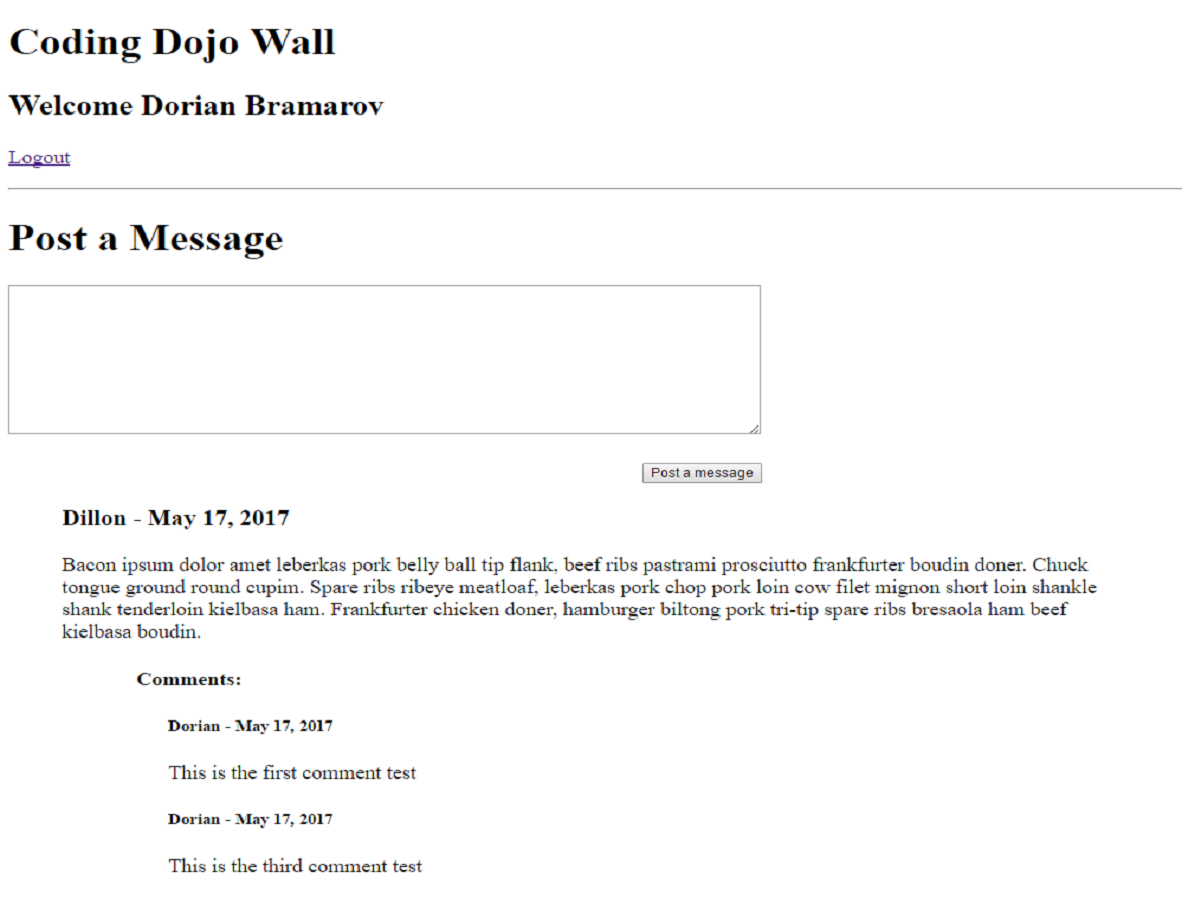 Coding Dojo Wall
Welcome Dorian Bramarov
Logout
Post a Message
Post a message
Dillon - May 17, 2017
Bacon ipsum dolor amet leberkas pork belly ball tip flank, beef ribs pastrami prosciutto frankfurter boudin doner. Chuck
tongue ground round cupim. Spare ribs ribeye meatloaf, leberkas pork chop pork loin cow filet mignon short loin shankle
shank tenderloin kielbasa ham. Frankfurter chicken doner, hamburger biltong pork tri-tip spare ribs bresaola ham beef
kielbasa boudin.
Comments:
Dorian - May 17, 2017
This is the first comment test
Dorian - May 17, 2017
This is the third comment test